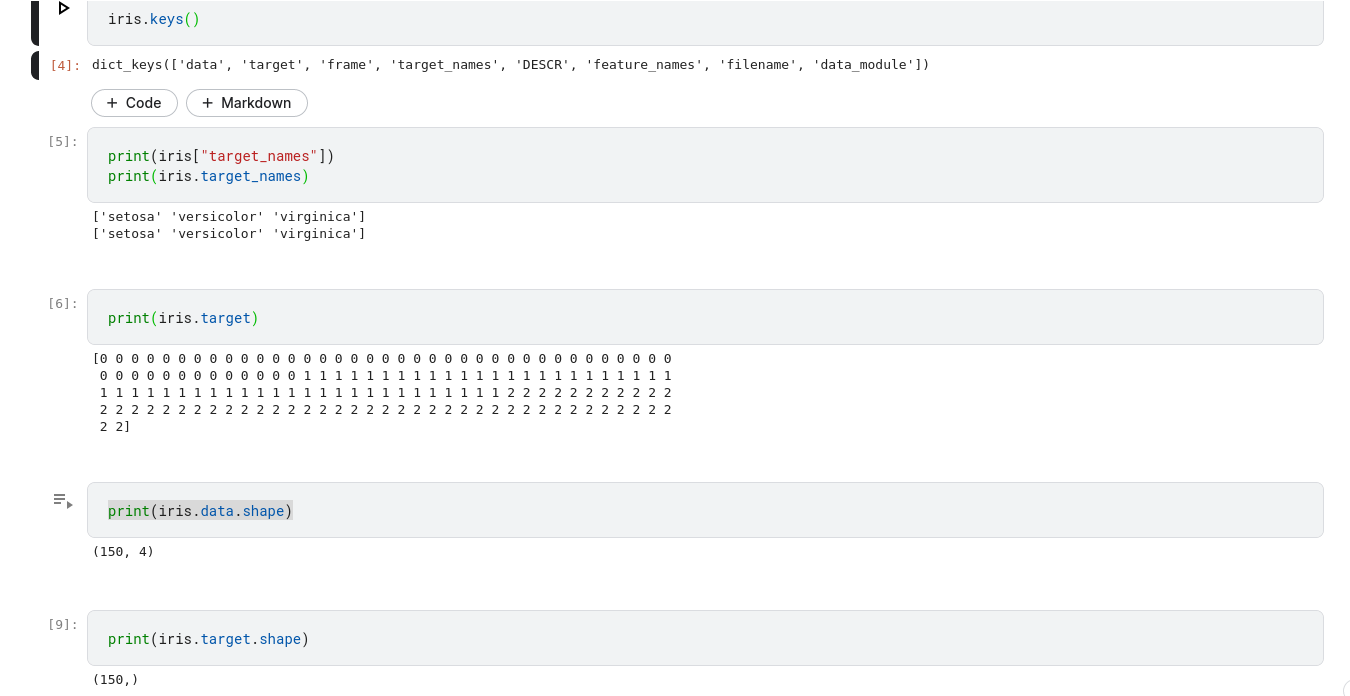 iris.keys()
[4]: dict_keys(['data', 'target', 'frame', 'target_names', 'DESCR', 'feature_names', 'filename', 'data_module'])
+ Code + Markdown
[5]:
print(iris["target_names"])
print(iris.target_names)
['setosa' 'versicolor' 'virginica']
['setosa' 'versicolor' 'virginica']
[6]:
print(iris.target)
[0 0 0 0 0 0 0 0 0 0 0 0 0 0 0 0 0 0 0 0 0 0 0 0 0 0 0 0 0 0 0 0 0 0 0 0 0
0 0 0 0 0 0 0 0 0 0 0 0 0 1 1 1 1 1 1 1 1 1 1 1 1 1 1 1 1 1 1 1 1 1 1 1 1
1 1 1 1 1 1 1 1 1 1 1 1 1 1 1 1 1 1 1 1 1 1 1 1 1 1 2 2 2 2 2 2 2 2 2 2 2
2 2 2 2 2 2 2 2 2 2 2 2 2 2 2 2 2 2 2 2 2 2 2 2 2 2 2 2 2 2 2 2 2 2 2 2 2
2 2]
print(iris.data.shape)
(150, 4)
[9]:
print(iris.target.shape)
(150,)